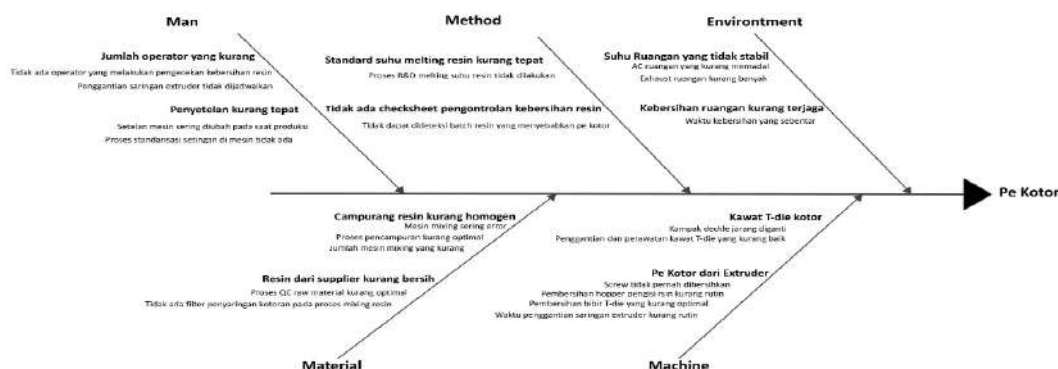 Man
Method
Environtment
Jumlah operator yang kurang
Tidak ada operator yang melakukan pengecekan kebersihan resin
Penggantian saringan extruder tidak dijadwalkan
Penyetelan kurang tepat
Setelan mesin sering diubah pada saat produksi
Proses standarisasi setingan di mesin tidak ada
Standard suhu melting resin kurang tepat
Proses R&D melting suhu resin tidak dilakukan
Tidak ada checksheet pengontrolan kebersihan resin
Tidak dapat dideteksi batch resin yang menyebabkan pe kotor
Suhu Ruangan yang tidak stabil
AC ruangan yang kurang memadai
Exhaust ruangan kurang banyak
Kebersihan ruangan kurang terjaga
Waktu kebersihan yang sebentar
Pe Kotor
Campurang resin kurang homogen
Mesin mixing sering error
Proses pencampuran kurang optimal
Jumlah mesin mixing yang kurang
Resin dari supplier kurang bersih
Proses QC raw material kurang optimal
Tidak ada filter penyaringan kotoran pada proses mixing resin
Kawat T-die kotor
Kampak deckle jarang diganti
Penggantian dan perawatan kawat T-die yang kurang baik
Pe Kotor dari Extruder
Screw tidak pernah dibersihkan
Pembersihan hopper pengisi rsin kurang rutin
Pembersihan bibir T-die yang kurang optimal
Waktu penggantian saringan extruder kurang rutin
Material
Machine